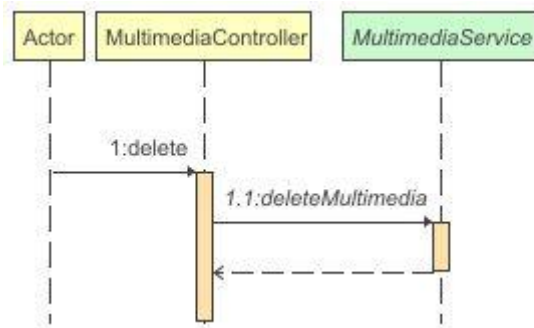 Actor
MultimediaController
MultimediaService
1:delete
1.1:deleteMultimedia